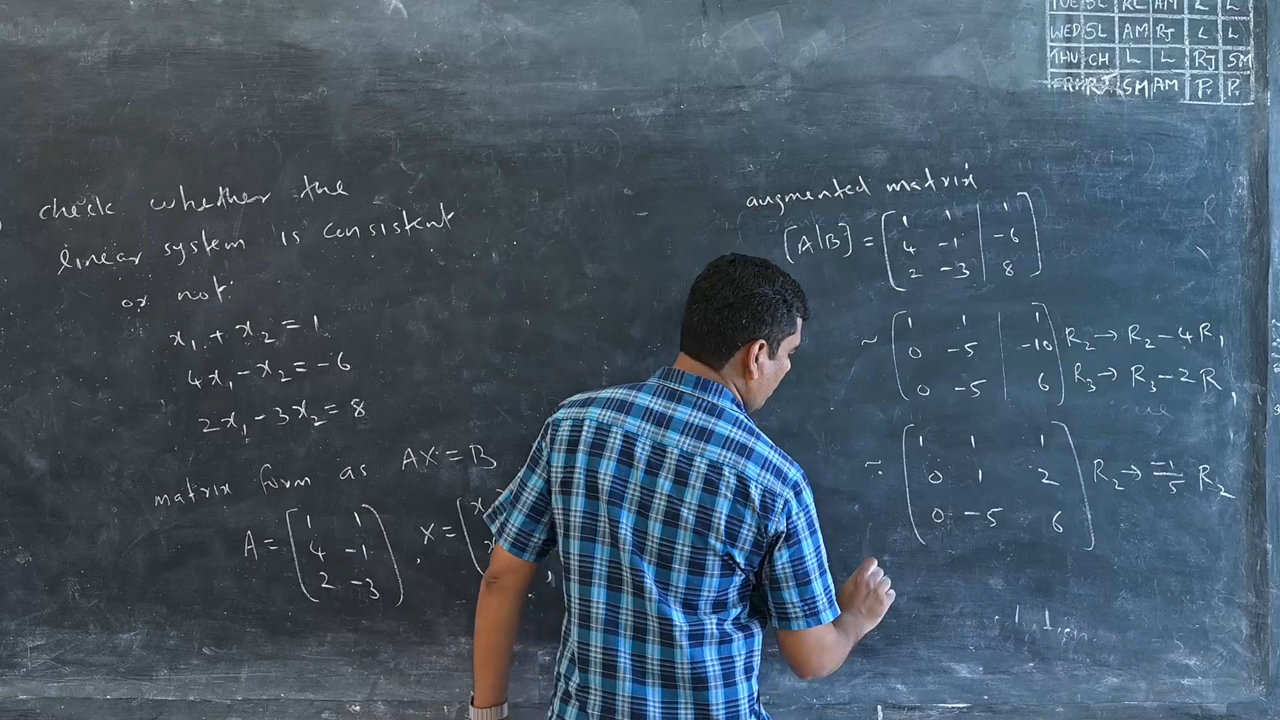 check whether the
linear system is consistent
or not.
x₁ + x₂ = 1
4x₁ - x₂ = -6
2x₁ - 3x₂ = 8
matrix form as AX = B
A = [1 1
4 -1
2 -3] , X =
augmented matrix
[A|B] = [1 1 | 1
4 -1 | -6
2 -3 | 8]
~ [1 1 | 1
0 -5 | -10] R₂ → R₂ - 4R₁
0 -5 | 6] R₃ → R₃ - 2R₁
~ [1 1 1
0 1 2] R₂ → -1/5 R₂
0 -5 6]
TUE SL RL AM L L
WED SL AM RJ L L
THU CH L L RJ SM
RJ SM AM P. P.